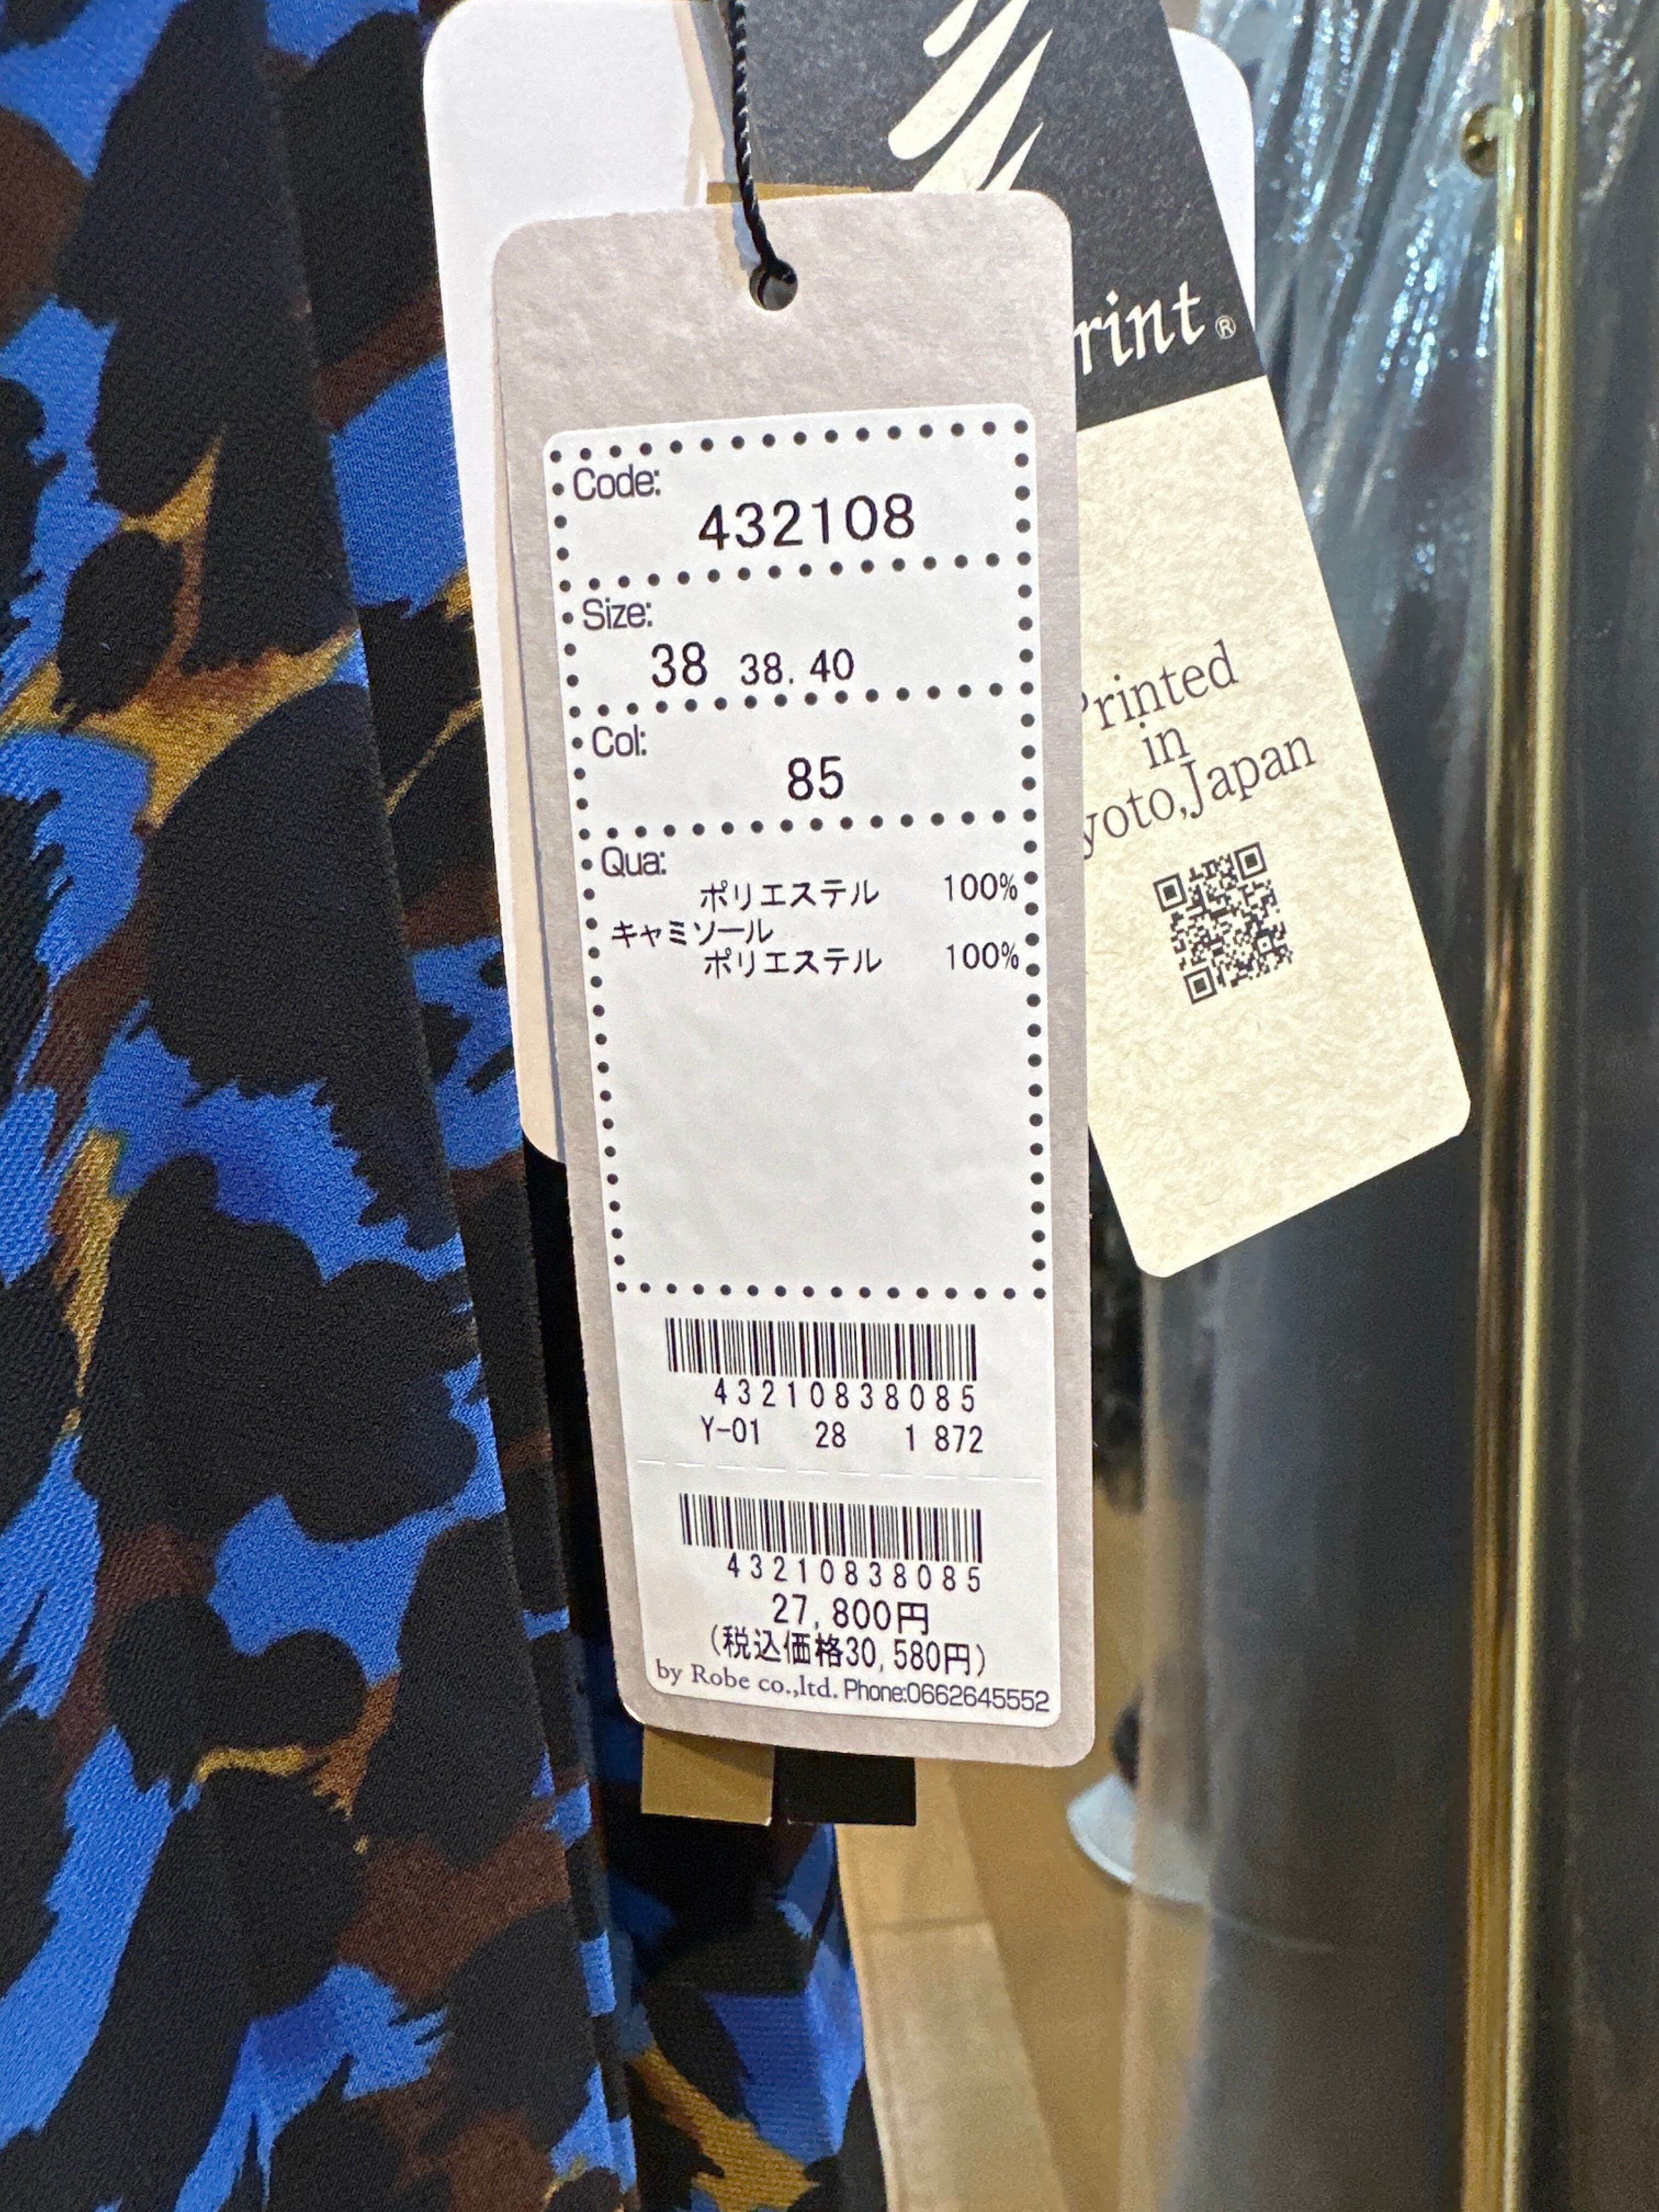 rint®
Code:
432108
Size:
38 38. 40
Col:
85
Qua:
ポリエステル 100%
キャミソール
ポリエステル 100%
43210838085
Y-01 28 1 872
43210838085
27,800円
(税込価格30,580円)
by Robe co.,ltd. Phone:0662645552
Printed
in
yoto,Japan